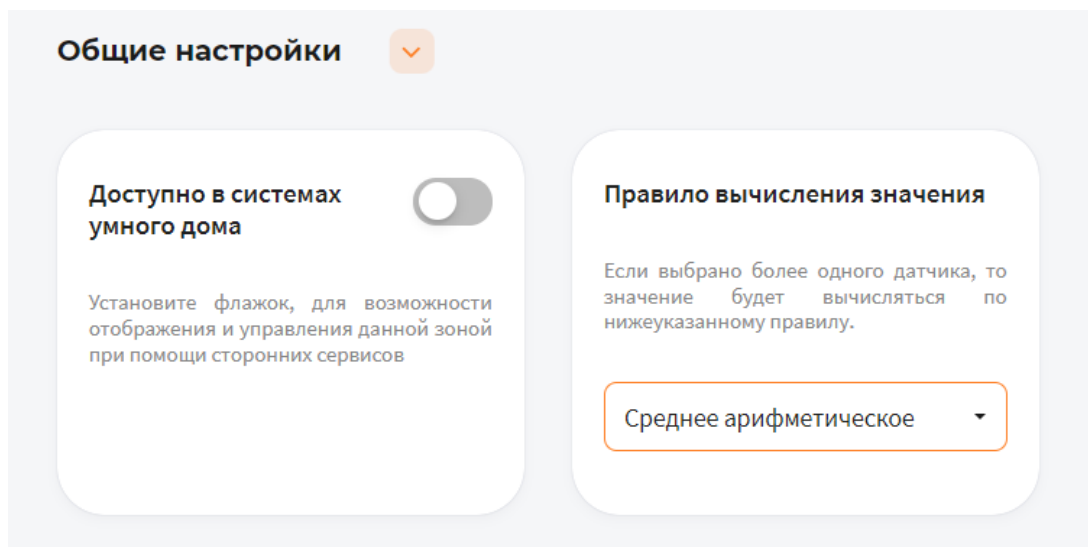 Общие настройки
Доступно в системах
умного дома
Установите флажок, для возможности
отображения и управления данной зоной
при помощи сторонних сервисов
Правило вычисления значения
Если выбрано более одного датчика, то
значение будет вычисляться по
нижеуказанному правилу.
Среднее арифметическое